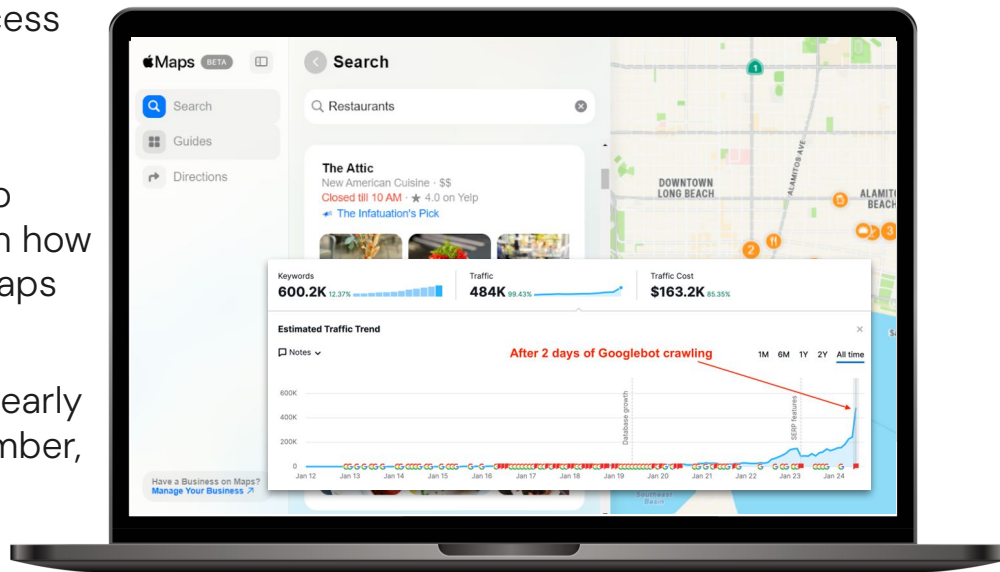 Maps BETA
Search
Guides
Directions
Have a Business on Maps?
Manage Your Business ↗
Search
Restaurants
The Attic
New American Cuisine · $$
Closed till 10 AM · ★ 4.0 on Yelp
The Infatuation's Pick
1
DOWNTOWN
LONG BEACH
ALAMITOS AVE
BEACH
2
3
Southeast
Basin
Keywords
600.2K 12.37%
Traffic
484K 99.43%
Traffic Cost
$163.2K 85.35%
Estimated Traffic Trend
Notes
After 2 days of Googlebot crawling
1M 6M 1Y 2Y All time
600K
400K
200K
0
Database growth
SERP features
Jan 12 Jan 13 Jan 14 Jan 15 Jan 16 Jan 17 Jan 18 Jan 19 Jan 20 Jan 21 Jan 22 Jan 23 Jan 24
how
early